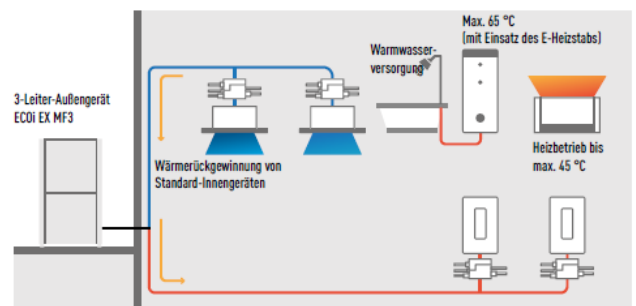 Max. 65 °C
(mit Einsatz des E-Heizstabs)
Warmwasser-
versorgung
3-Leiter-Außengerät
ECOi EX MF3
Wärmerückgewinnung von
Standard-Innengeräten
Heizbetrieb bis
max. 45 °C